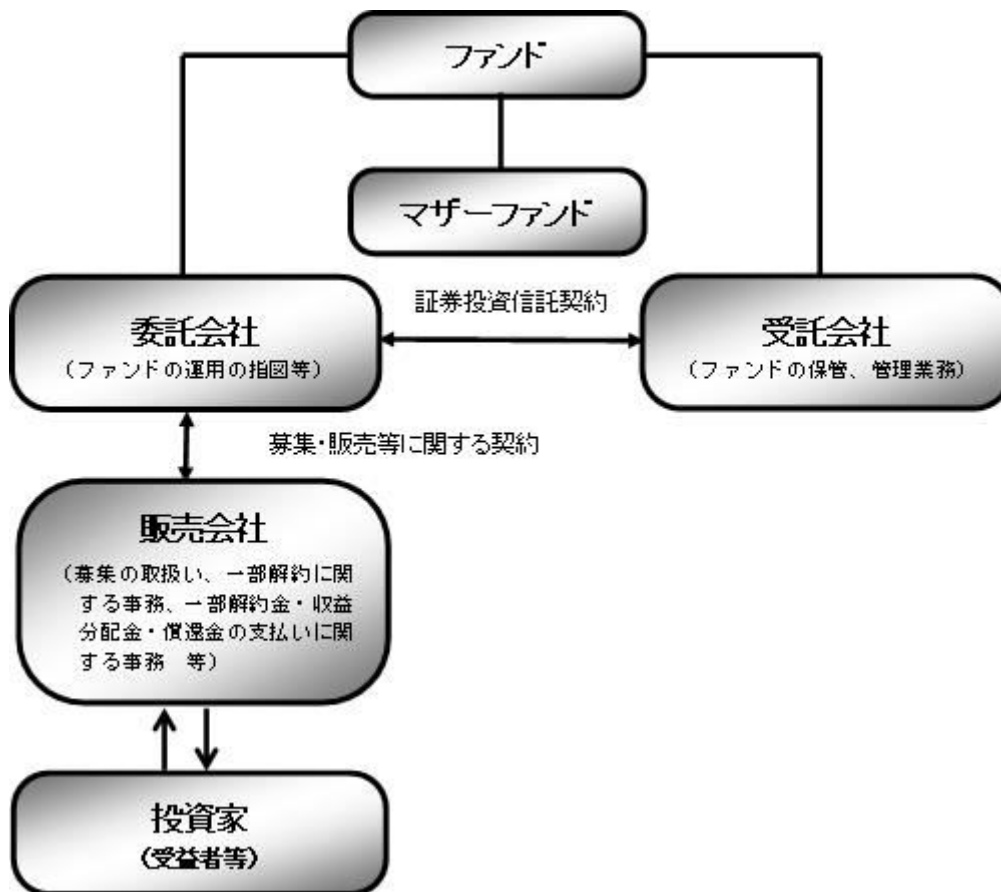 ファンド
マザーファンド
証券投資信託契約
委託会社
（ファンドの運用の指図等）
受託会社
（ファンドの保管、管理業務）
募集・販売等に関する契約
販売会社
（募集の取扱い、一部解約に関
する事務、一部解約金・収益
分配金・償還金の支払いに関
する事務　等）
投資家
（受益者等）